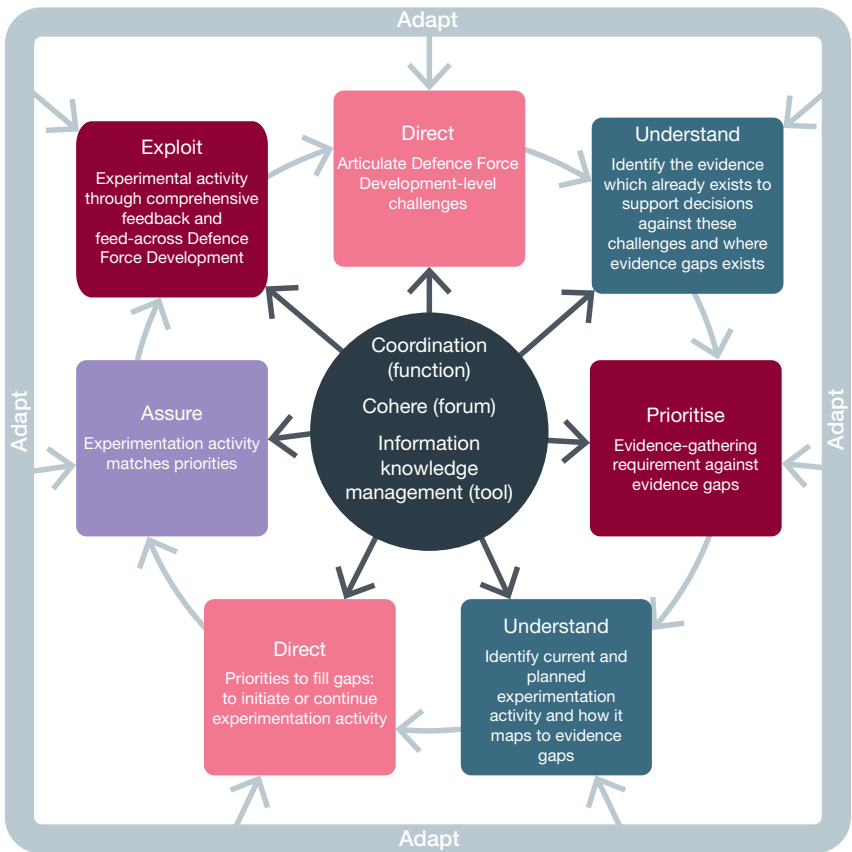 Adapt
Direct
Articulate Defence Force
Development-level
challenges
Understand
Identify the evidence
which already exists to
support decisions
against these
challenges and where
evidence gaps exists
Prioritise
Evidence-gathering
requirement against
evidence gaps
Understand
Identify current and
planned
experimentation
activity and how it
maps to evidence
gaps
Direct
Priorities to fill gaps:
to initiate or continue
experimentation activity
Assure
Experimentation activity
matches priorities
Exploit
Experimental activity
through comprehensive
feedback and
feed-across Defence
Force Development
Coordination
(function)
Cohere (forum)
Information
knowledge
management (tool)
Adapt
Adapt
Adapt